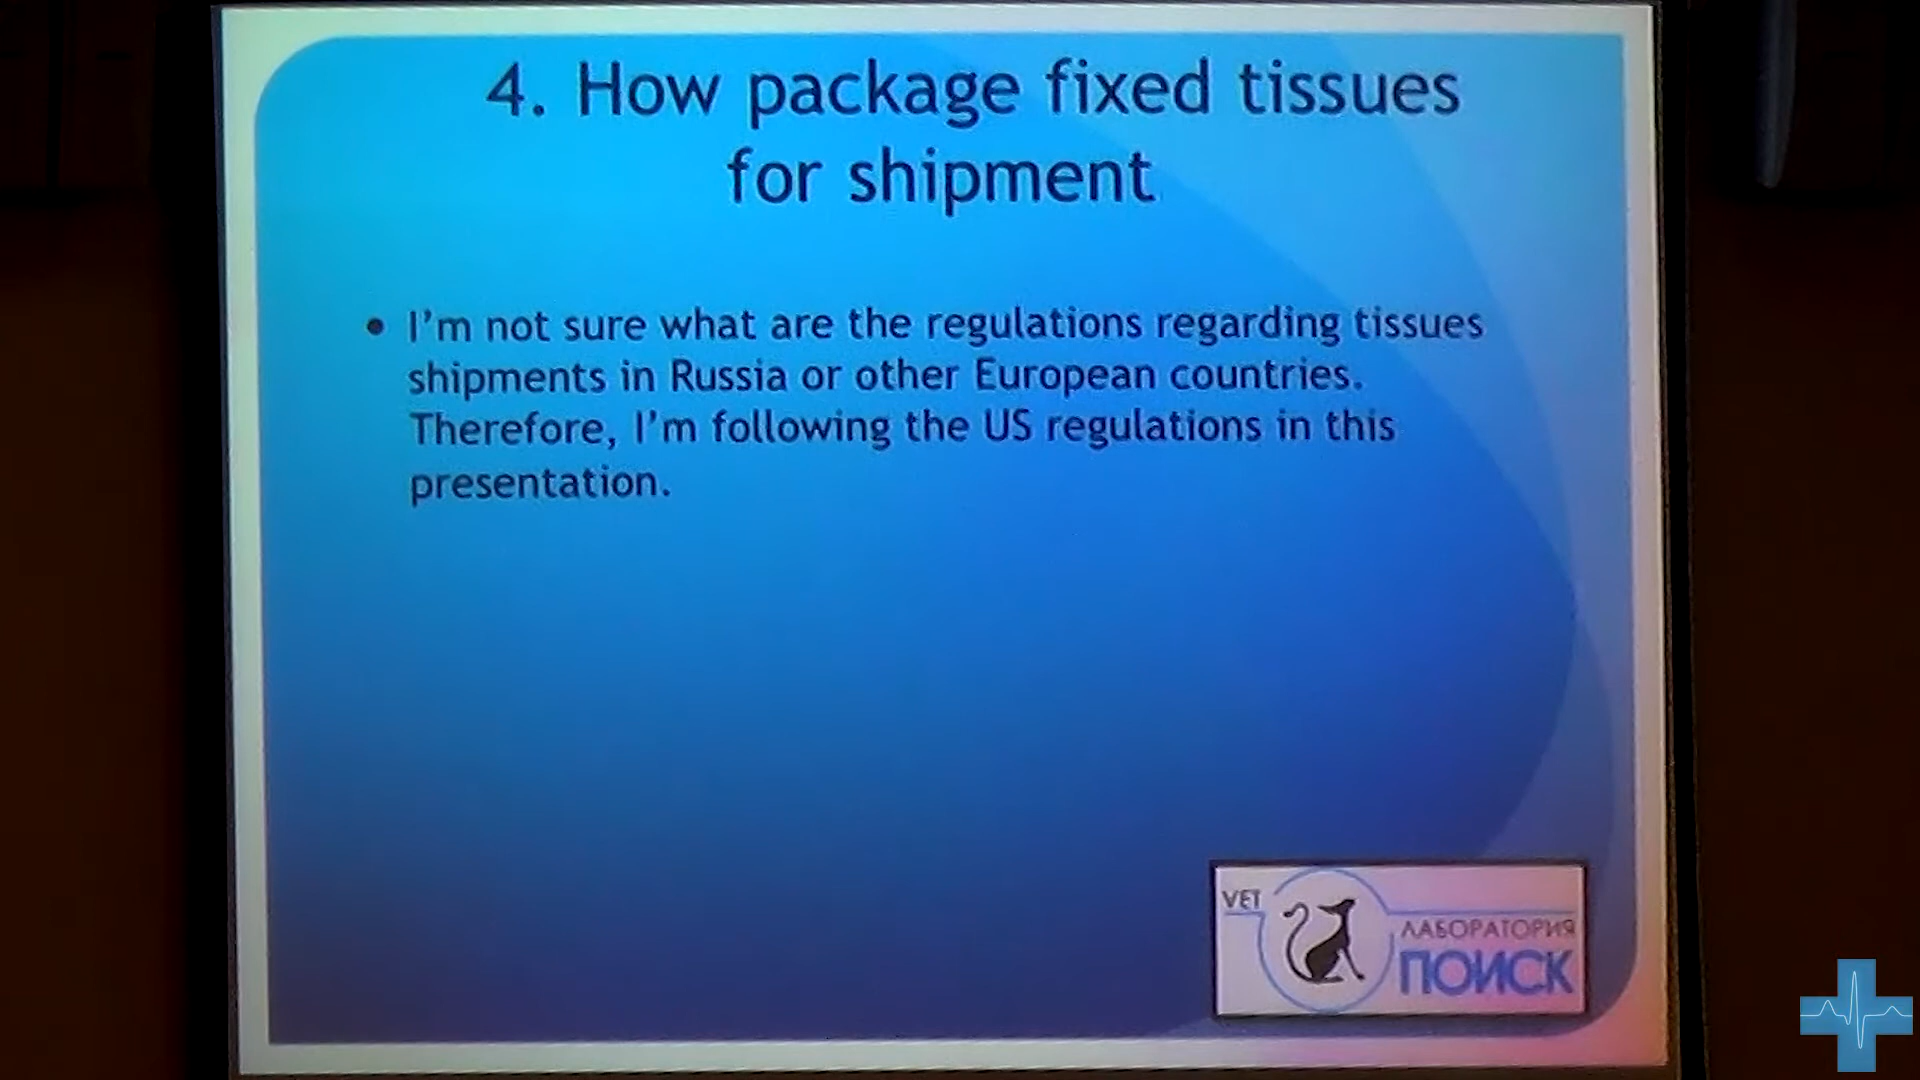 4. How package fixed tissues
for shipment
• I'm not sure what are the regulations regarding tissues
shipments in Russia or other European countries.
Therefore, I'm following the US regulations in this
presentation.
VET
ЛАБОРАТОРИЯ
ПОИСК